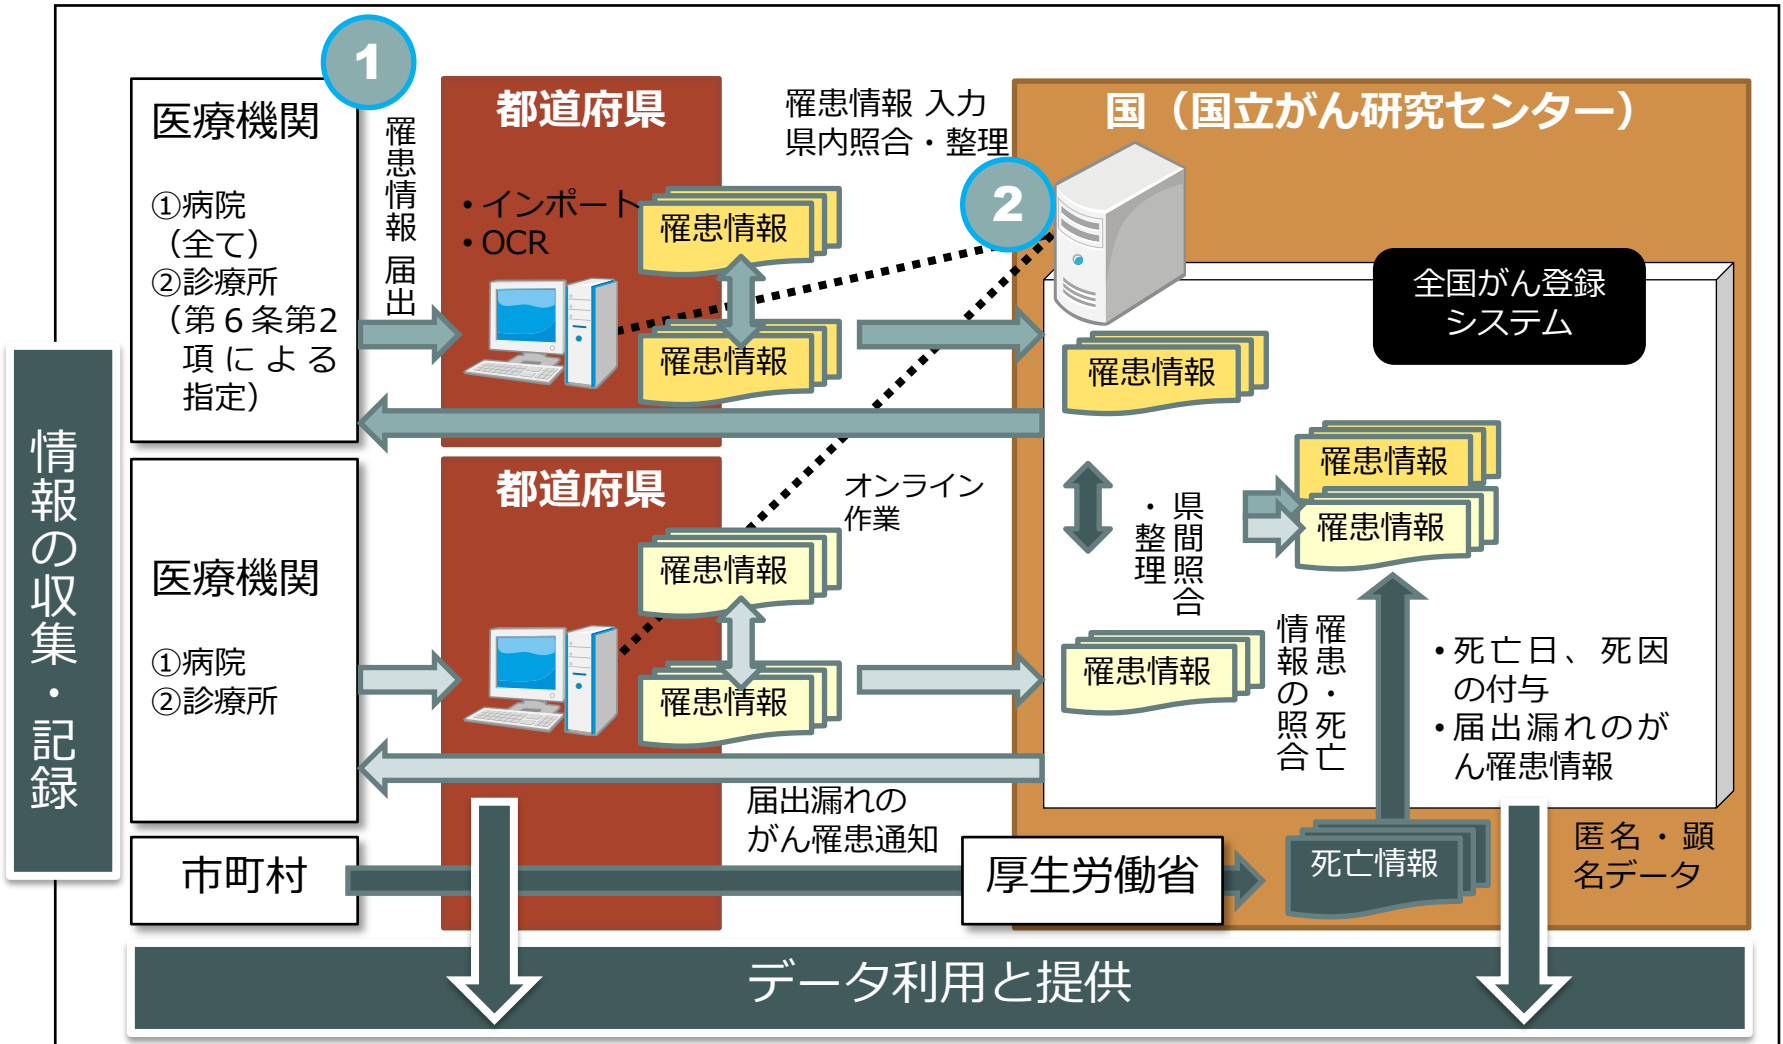 1
医療機関
①病院
（全て）
②診療所
（第６条第2
項による
指定）
罹患情報 届出
都道府県
・インポート
・OCR
罹患情報
罹患情報
罹患情報 入力
県内照合・整理
2
国（国立がん研究センター）
全国がん登録
システム
罹患情報
情報の収集・記録
医療機関
①病院
②診療所
都道府県
罹患情報
罹患情報
オンライン
作業
県間照合
・整理
罹患情報
罹患情報
罹患情報
罹患・死亡
情報の照合
・死亡日、死因
の付与
・届出漏れのが
ん罹患情報
届出漏れの
がん罹患通知
市町村
厚生労働省
死亡情報
匿名・顕
名データ
データ利用と提供